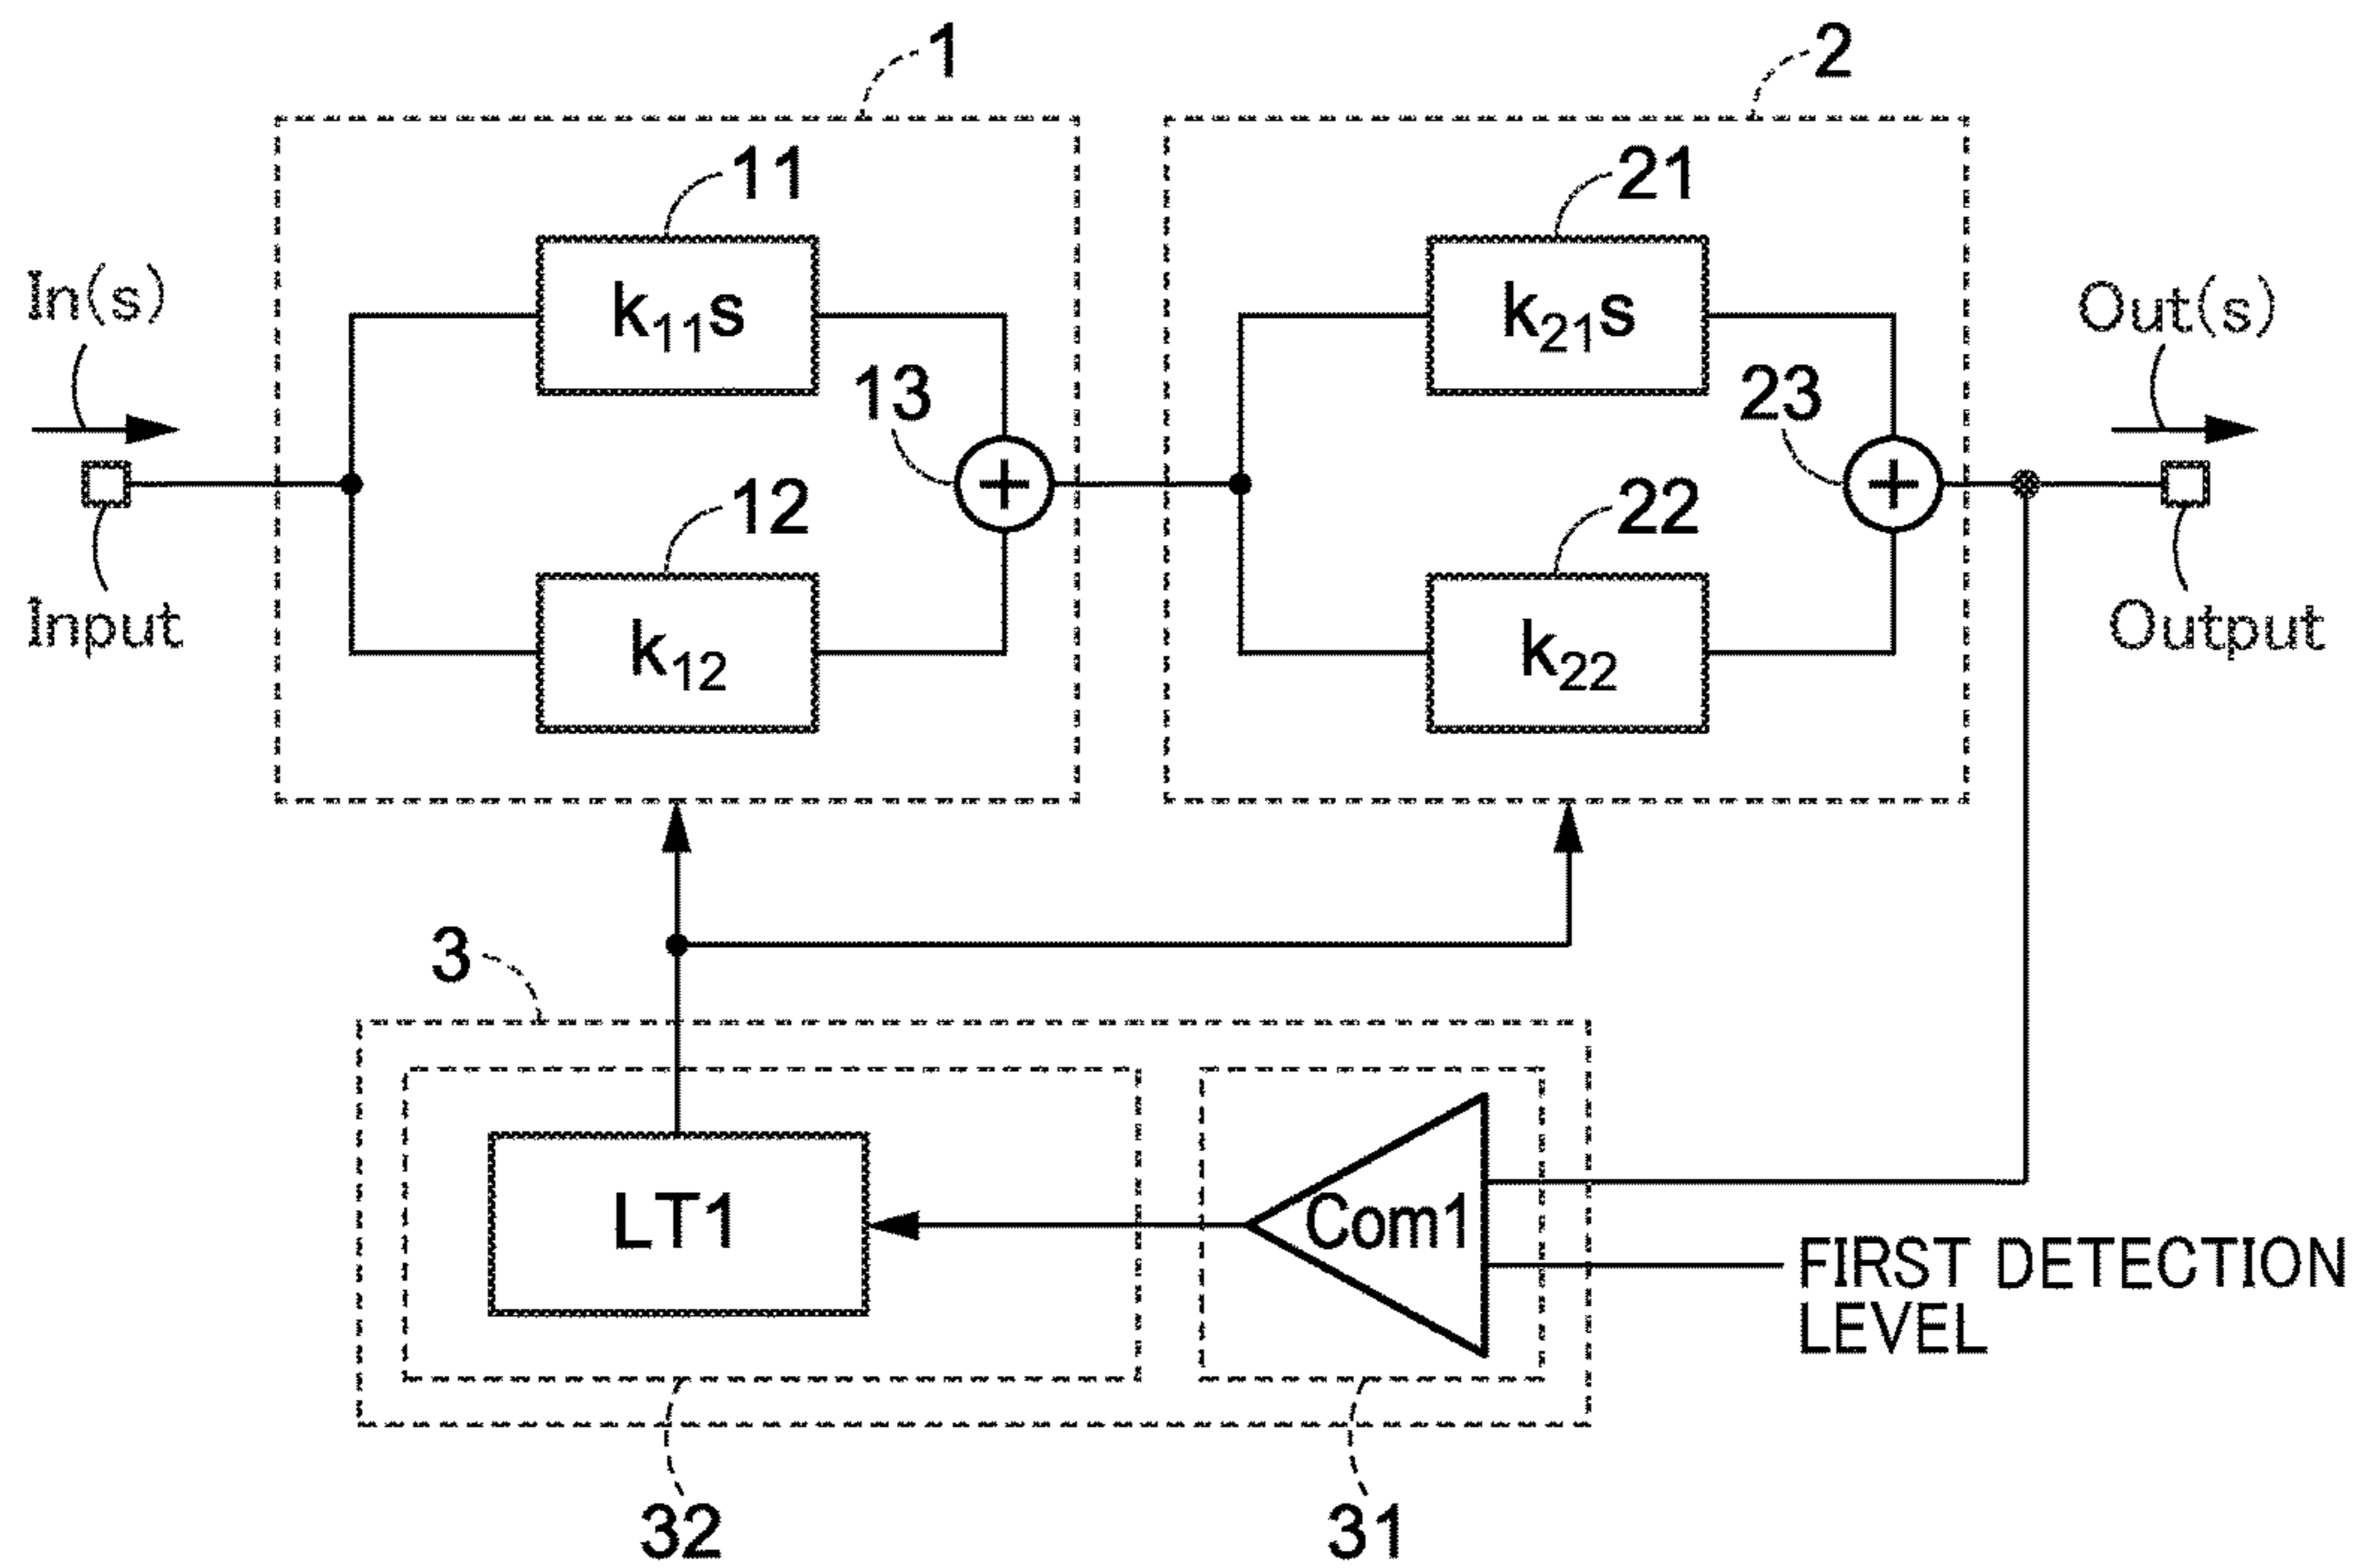 1
2
11
21
In(s)
k11s
k21s
Out(s)
13
23
12
22
Input
k12
k22
Output
3
LT1
Com1
FIRST DETECTION
LEVEL
32
31